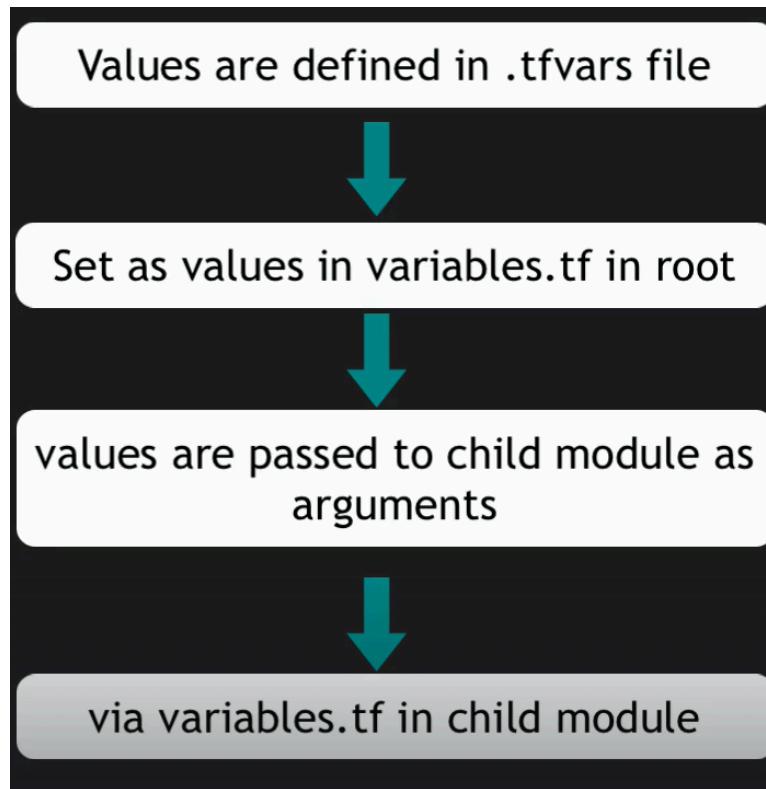 Values are defined in .tfvars file
Set as values in variables.tf in root
values are passed to child module as
arguments
via variables.tf in child module